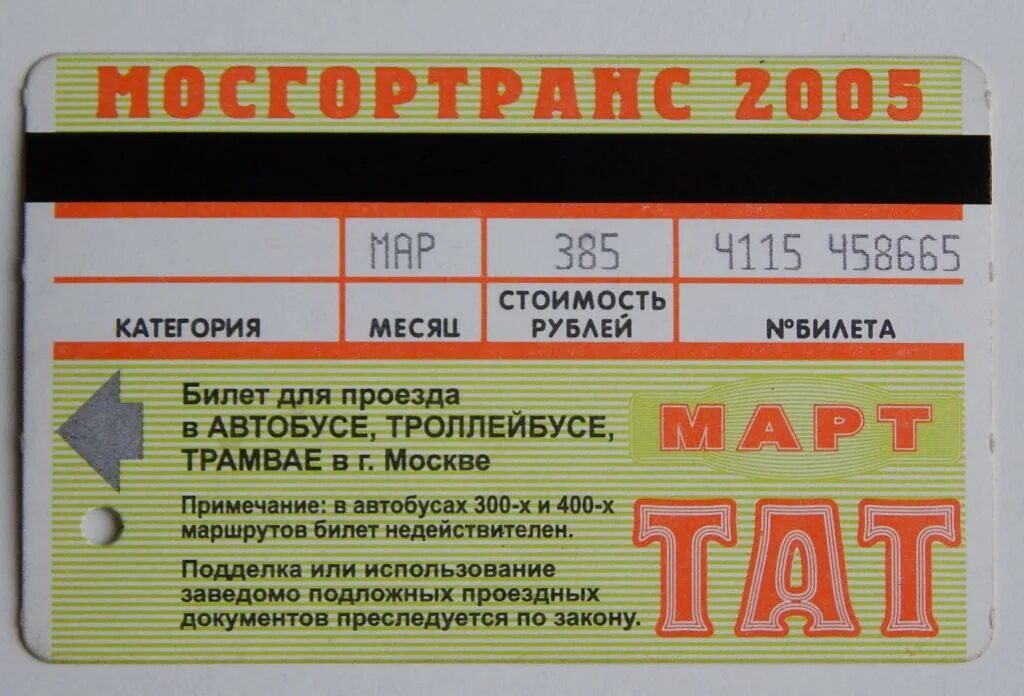 МОСГОРТРАНС 2005
МАР 385 4115 458665
КАТЕГОРИЯ МЕСЯЦ СТОИМОСТЬ РУБЛЕЙ №БИЛЕТА
Билет для проезда
в АВТОБУСЕ, ТРОЛЛЕЙБУСЕ,
ТРАМВАЕ в г. Москве
МАРТ
Примечание: в автобусах 300-х и 400-х
маршрутов билет недействителен.
Подделка или использование
заведомо подложных проездных
документов преследуется по закону.
ТАТ